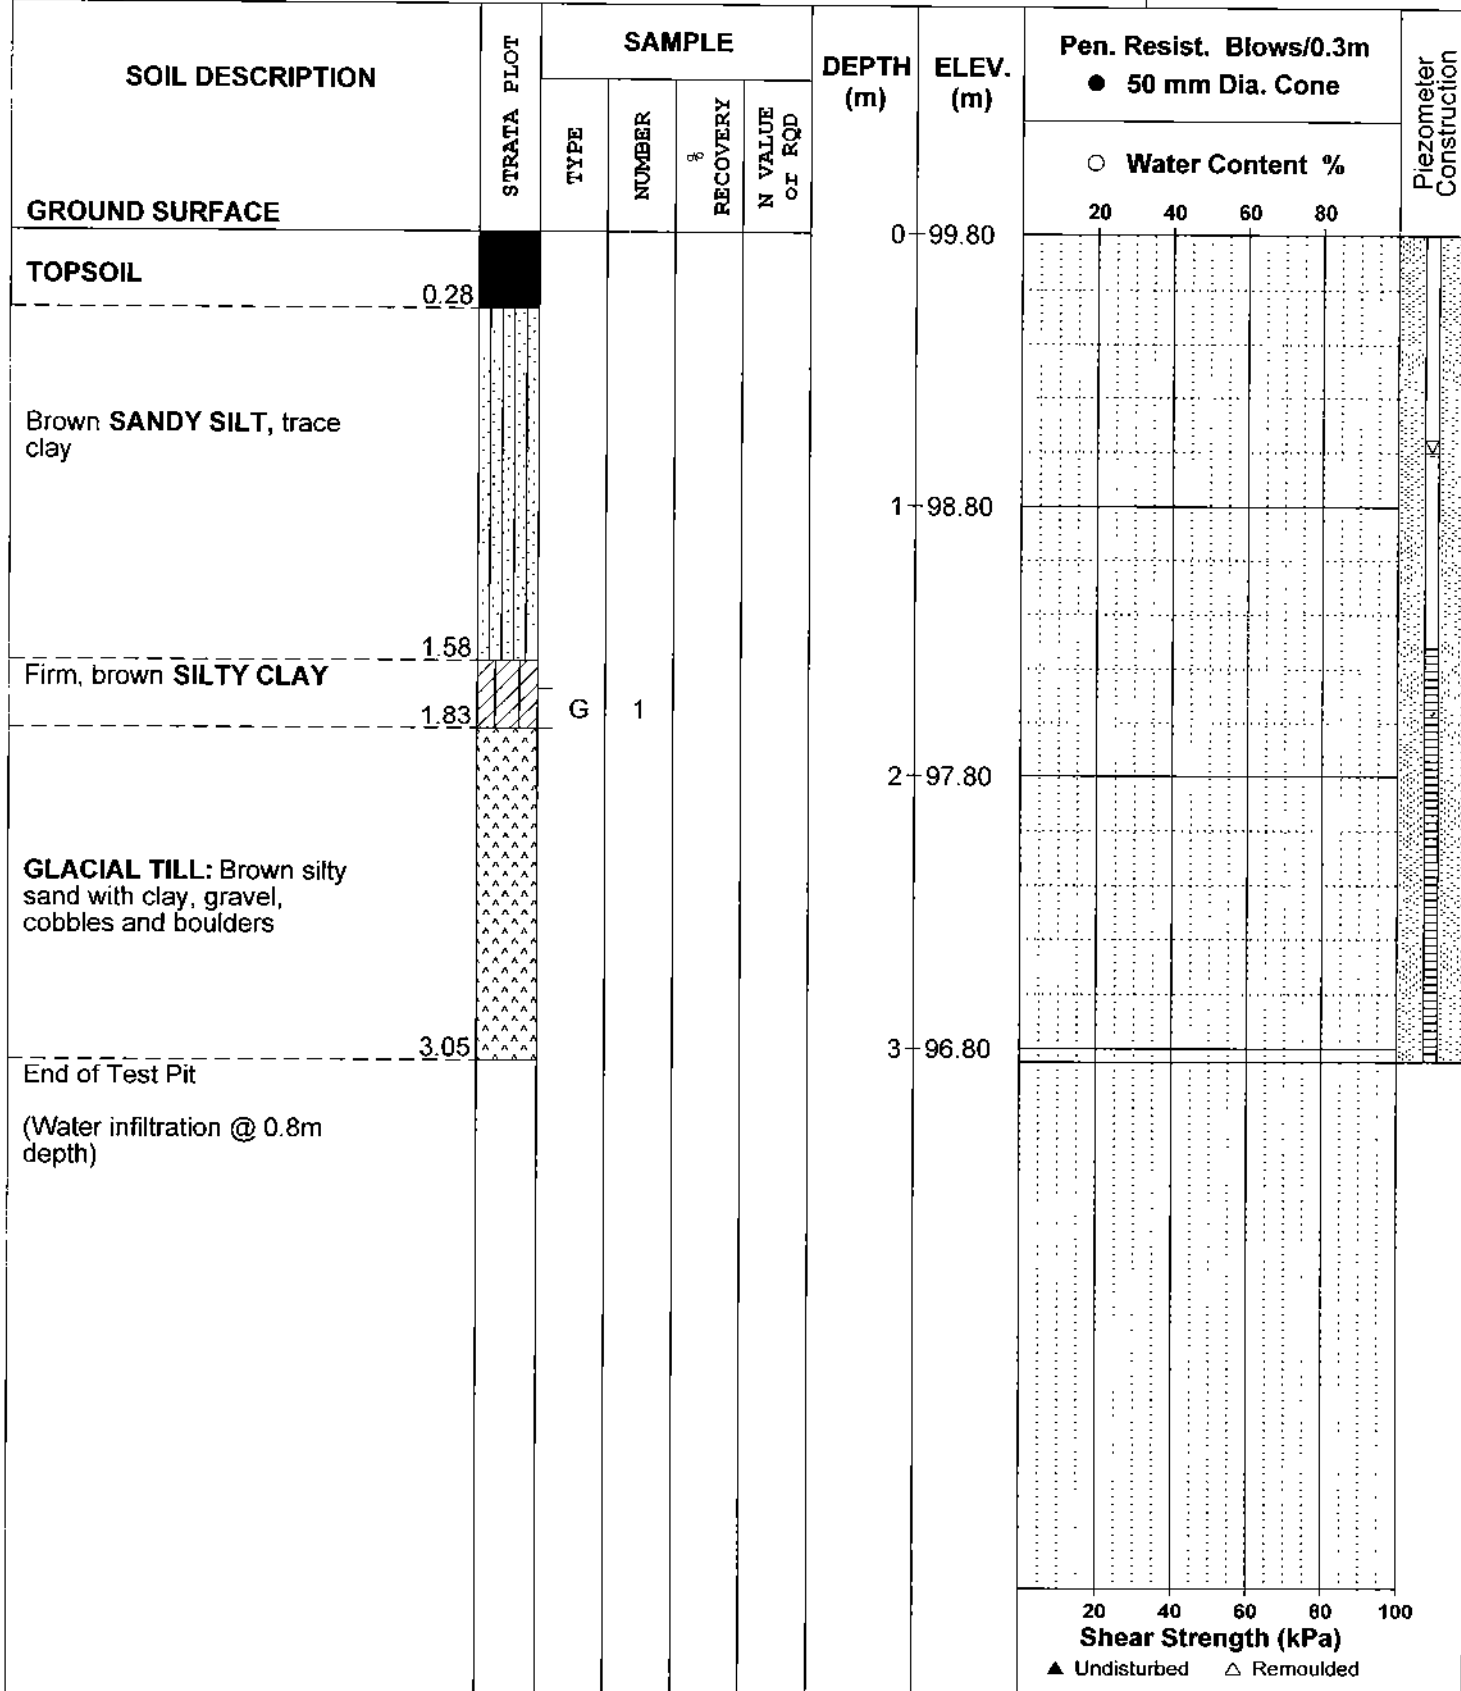 SOIL DESCRIPTION
GROUND SURFACE
STRATA PLOT
SAMPLE
TYPE
NUMBER
%
RECOVERY
N VALUE
or RQD
DEPTH
(m)
ELEV.
(m)
Pen. Resist. Blows/0.3m
● 50 mm Dia. Cone
○ Water Content %
20 40 60 80
Piezometer
Construction
0 99.80
TOPSOIL
0.28
Brown SANDY SILT, trace
clay
1 98.80
1.58
Firm, brown SILTY CLAY
1.83
G 1
2 97.80
GLACIAL TILL: Brown silty
sand with clay, gravel,
cobbles and boulders
3.05
3 96.80
End of Test Pit
(Water infiltration @ 0.8m
depth)
20 40 60 80 100
Shear Strength (kPa)
▲ Undisturbed △ Remoulded